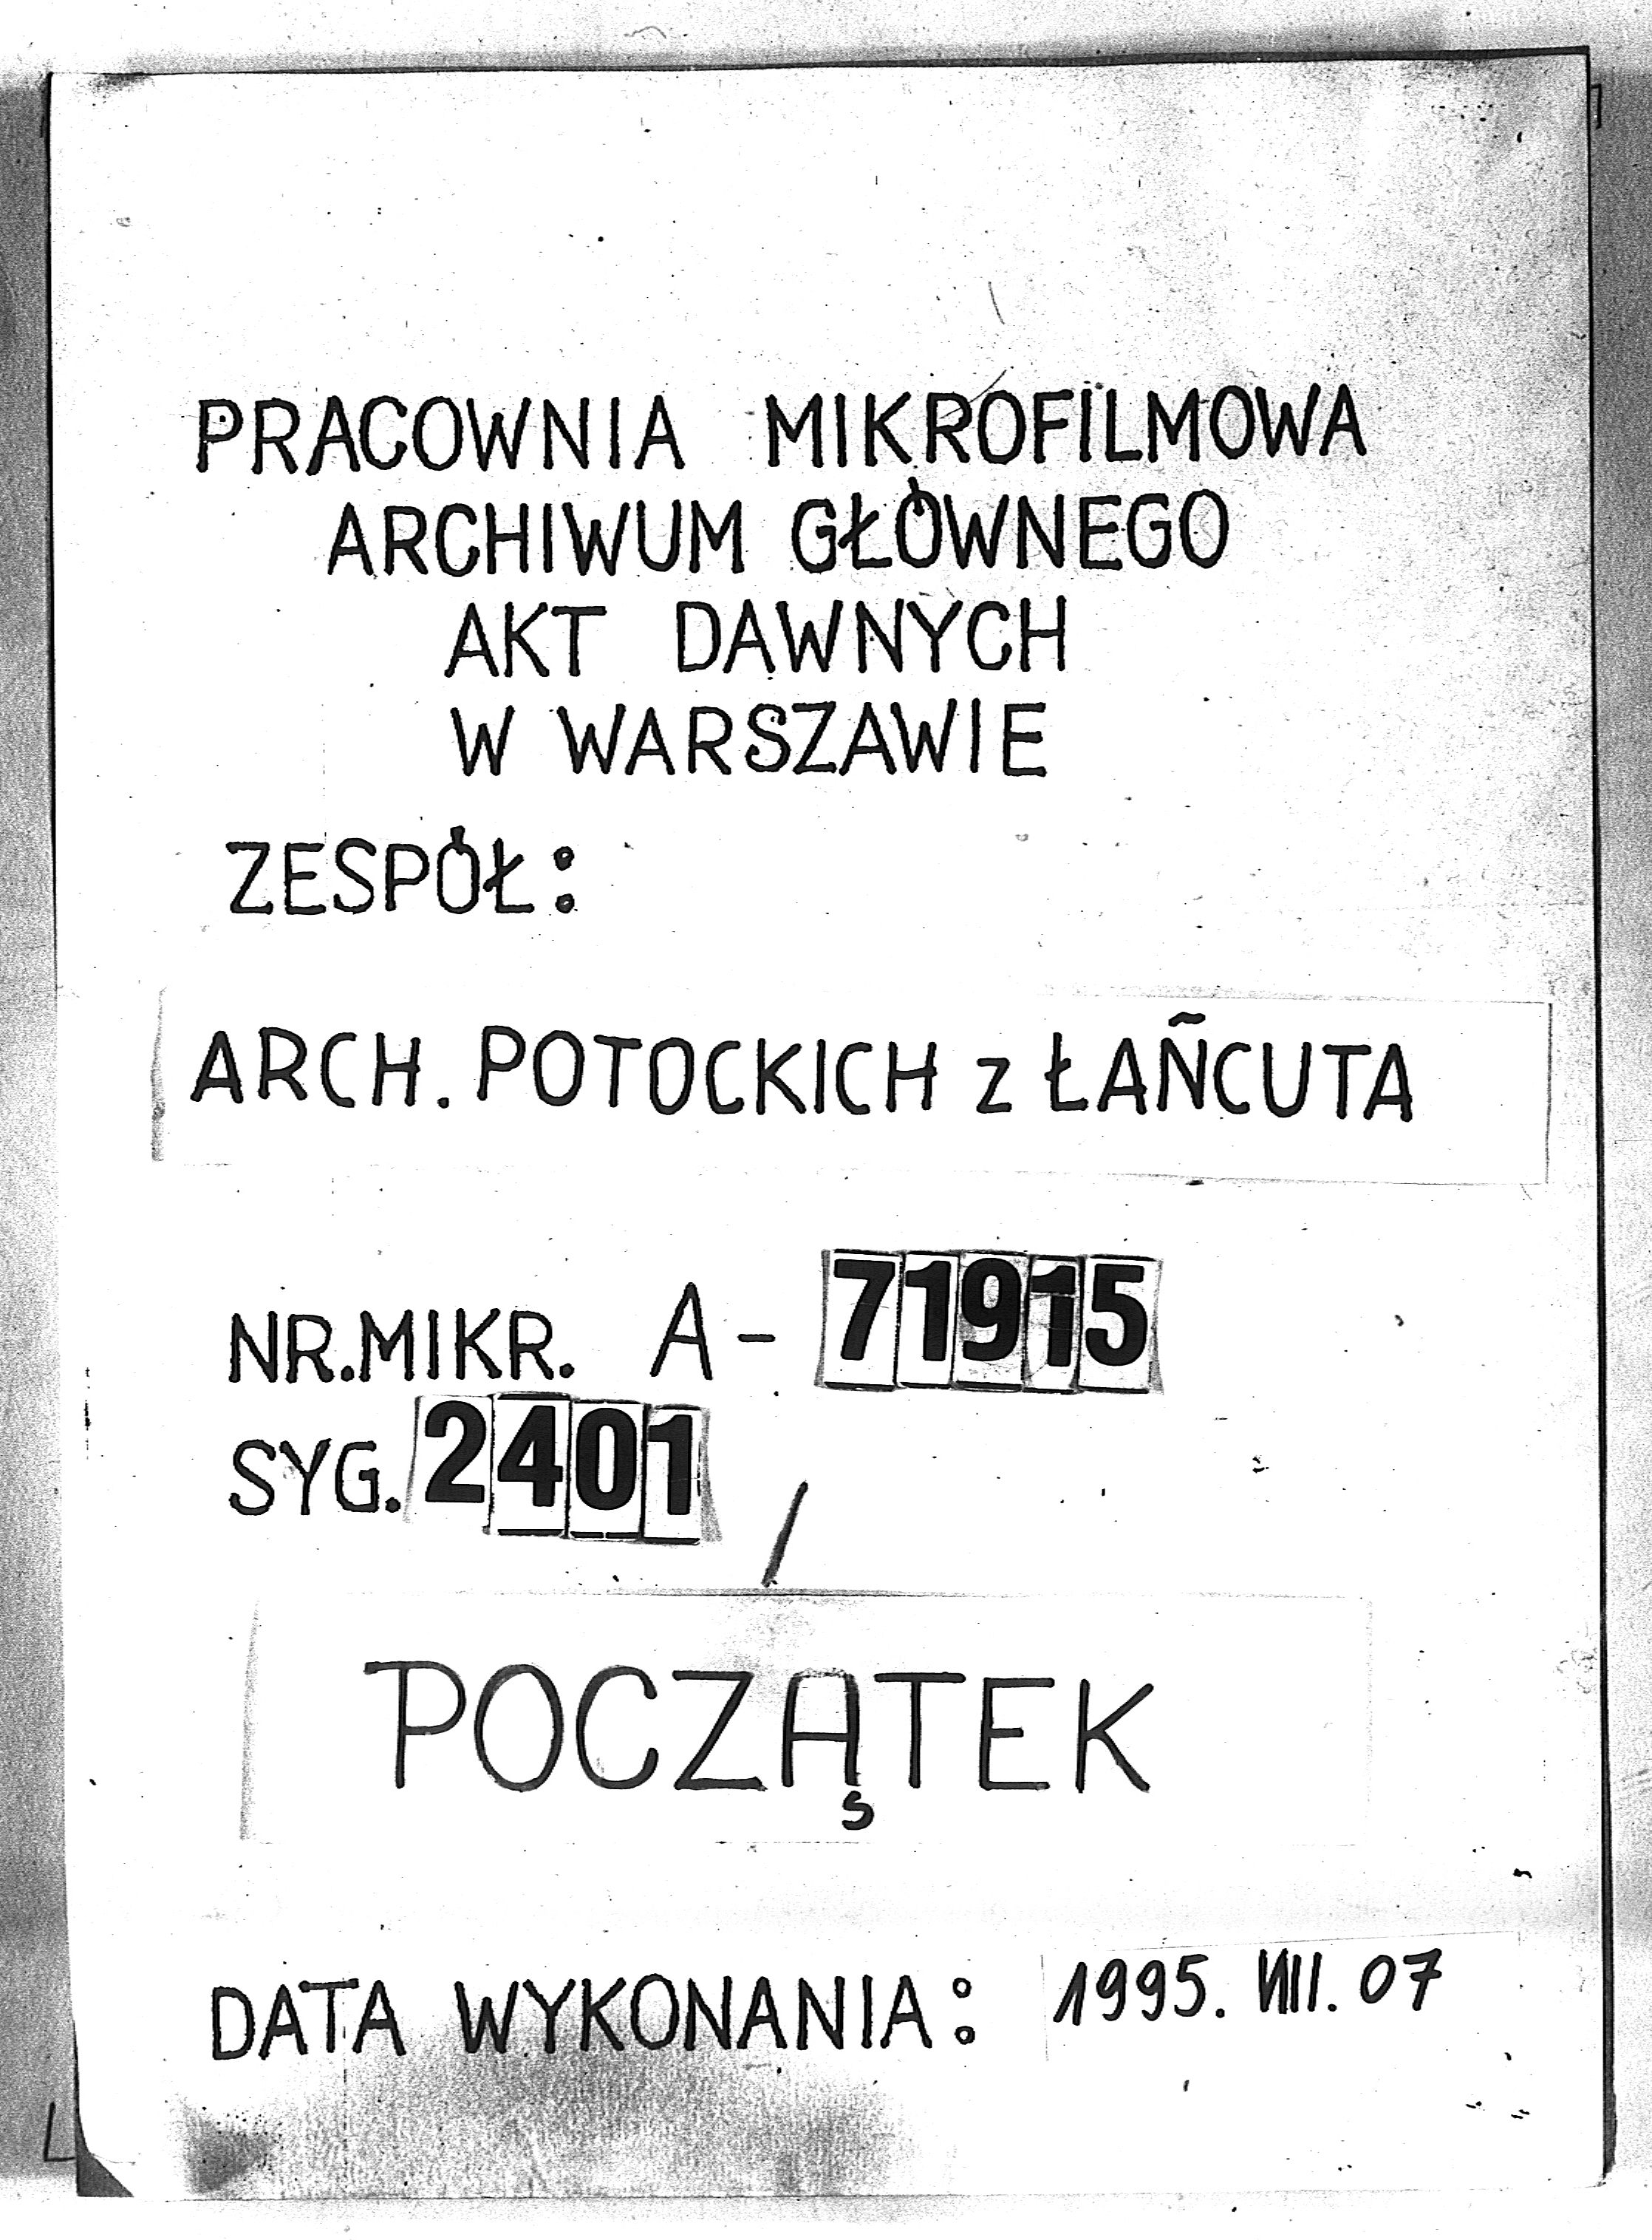 PRACOWNIA MIKROFILMOWA
ARCHIWUM GŁÓWNEGO
AKT DAWNYCH
W WARSZAWIE
ZESPÓŁ:
ARCH. POTOCKICH z ŁAŃCUTA
NR.MIKR. A- 71915
SYG. 2401 /
POCZĄTEK
DATA WYKONANIA: 1995. VIII. 07